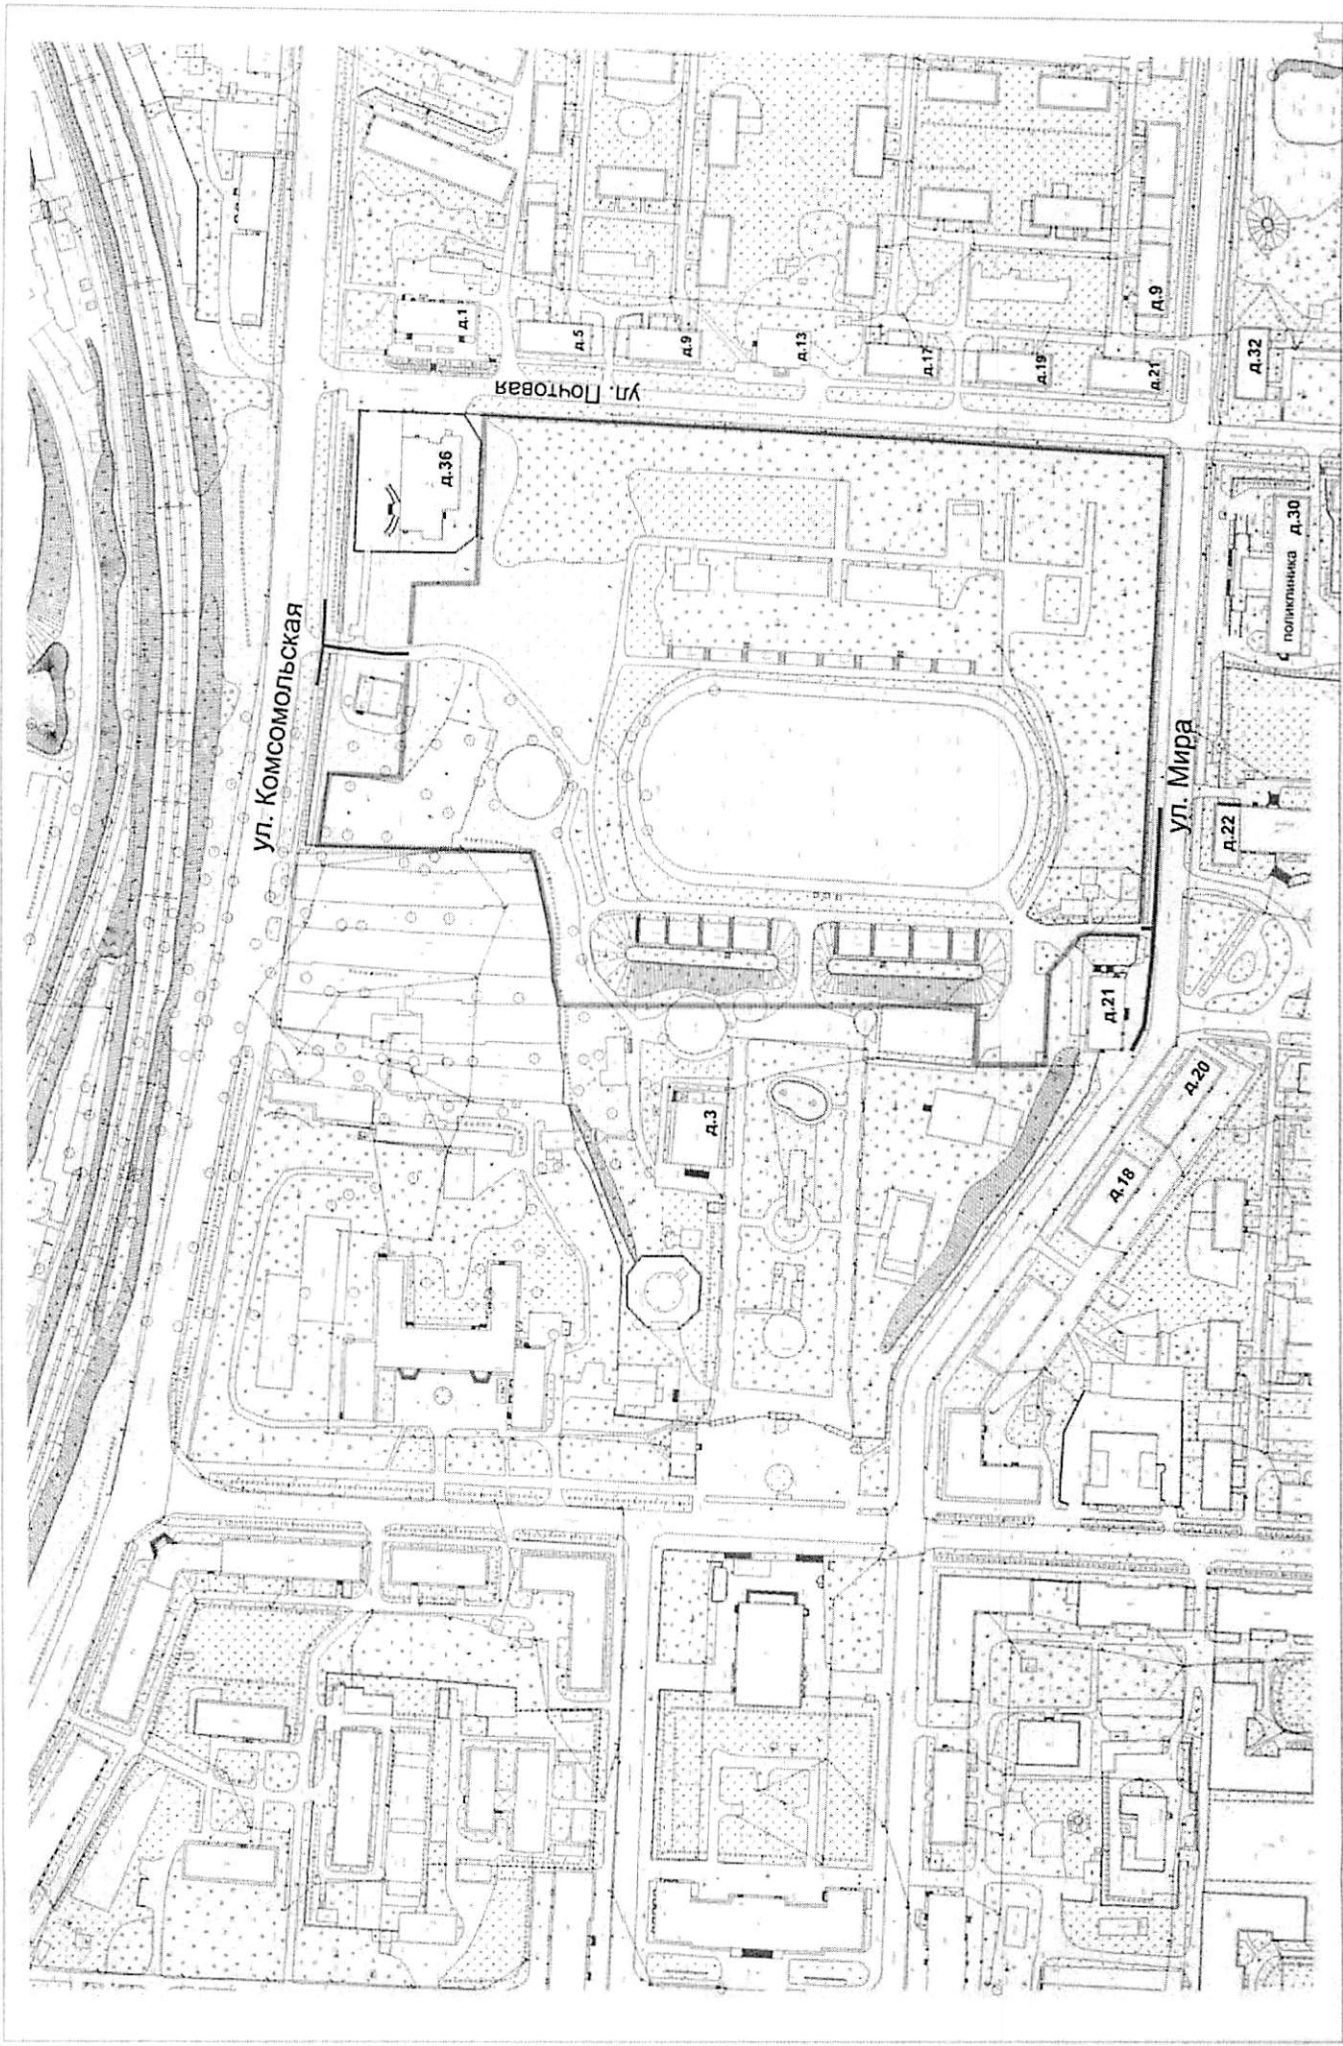 ул. Комсомольская
ул. Почтовая
ул. Мира
д.1
д.5
д.9
д.13
д.17
д.19
д.21
д.9
д.32
д.36
поликлиника д.30
д.22
д.21
д.20
д.18
д.3